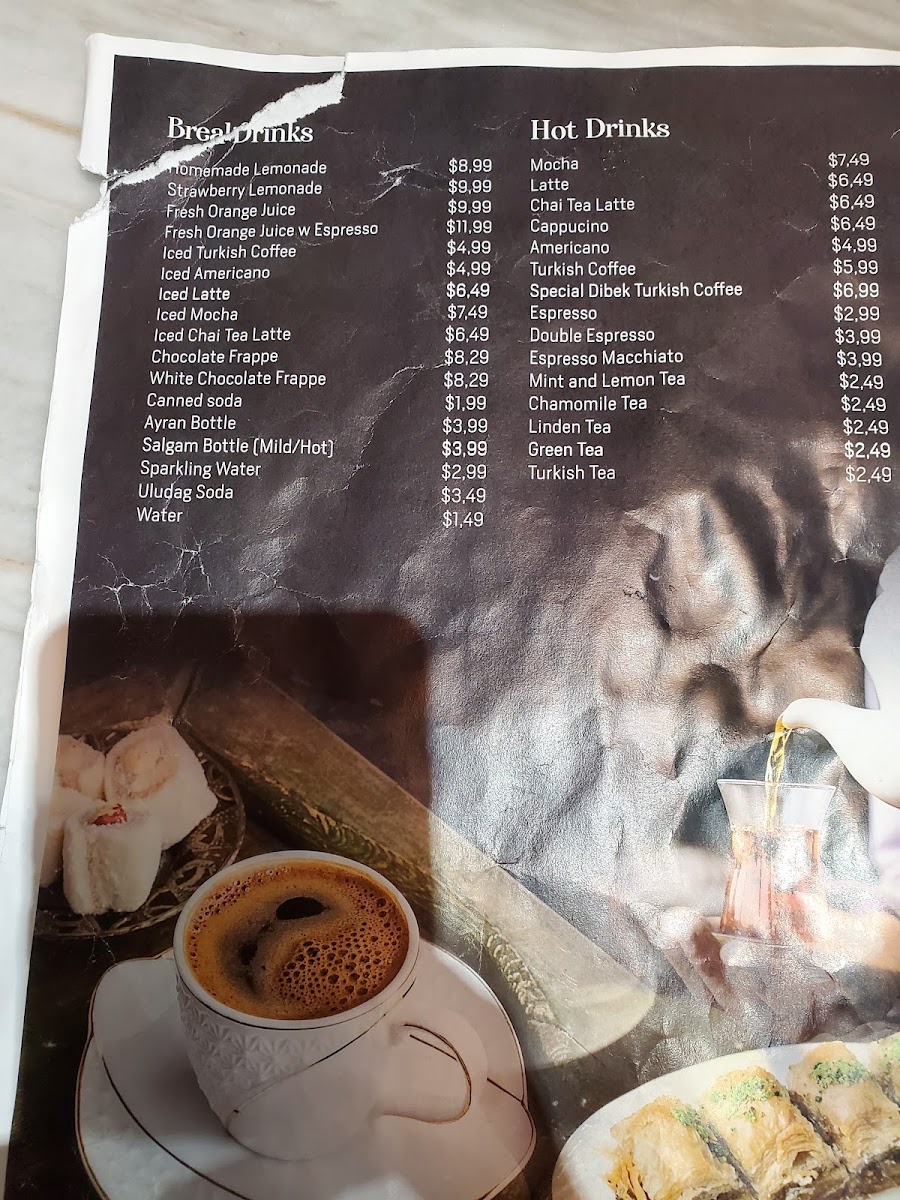 Brea Drinks
Homemade Lemonade $8,99
Strawberry Lemonade $9,99
Fresh Orange Juice $9,99
Fresh Orange Juice w Espresso $11,99
Iced Turkish Coffee $4,99
Iced Americano $4,99
Iced Latte $6,49
Iced Mocha $7,49
Iced Chai Tea Latte $6,49
Chocolate Frappe $8,29
White Chocolate Frappe $8,29
Canned soda $1,99
Ayran Bottle $3,99
Salgam Bottle (Mild/Hot) $3,99
Sparkling Water $2,99
Uludag Soda $3,49
Water $1,49
Hot Drinks
Mocha $7,49
Latte $6,49
Chai Tea Latte $6,49
Cappucino $6,49
Americano $4,99
Turkish Coffee $5,99
Special Dibek Turkish Coffee $6,99
Espresso $2,99
Double Espresso $3,99
Espresso Macchiato $3,99
Mint and Lemon Tea $2,49
Chamomile Tea $2,49
Linden Tea $2,49
Green Tea $2,49
Turkish Tea $2,49